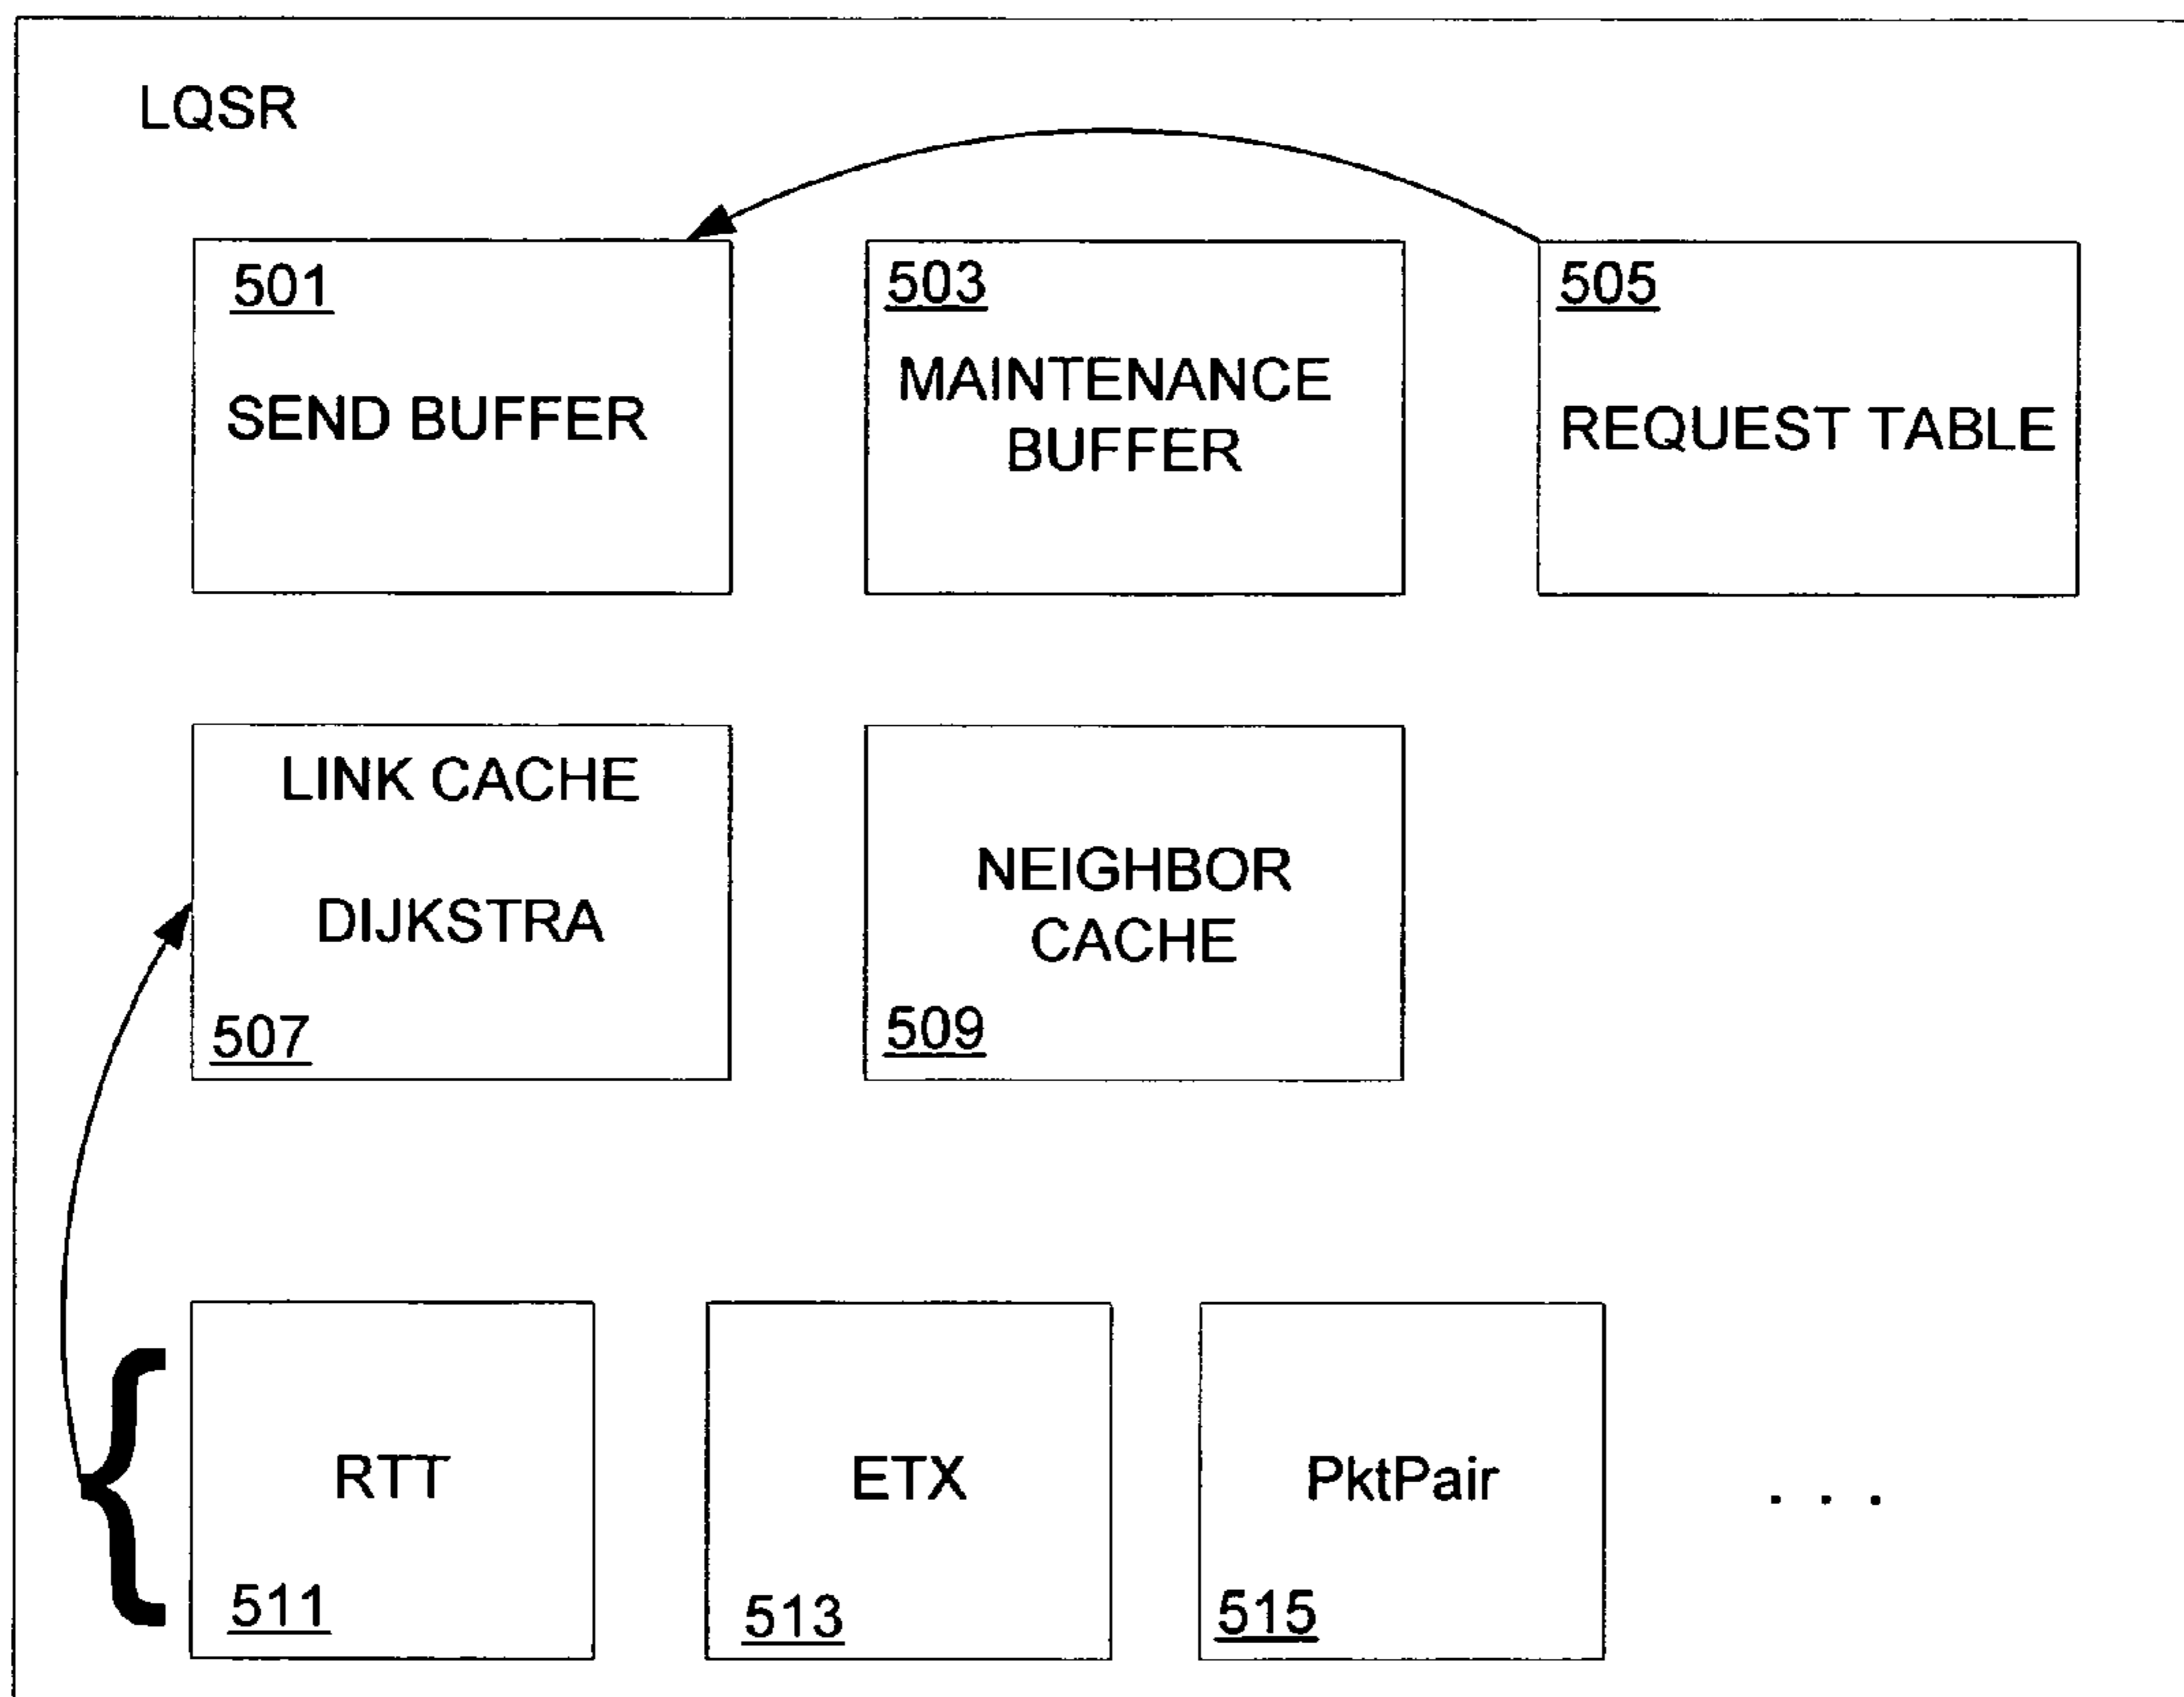 LQSR
501
SEND BUFFER
503
MAINTENANCE
BUFFER
505
REQUEST TABLE
LINK CACHE
DIJKSTRA
507
NEIGHBOR
CACHE
509
RTT
511
ETX
513
PktPair
515
. . .